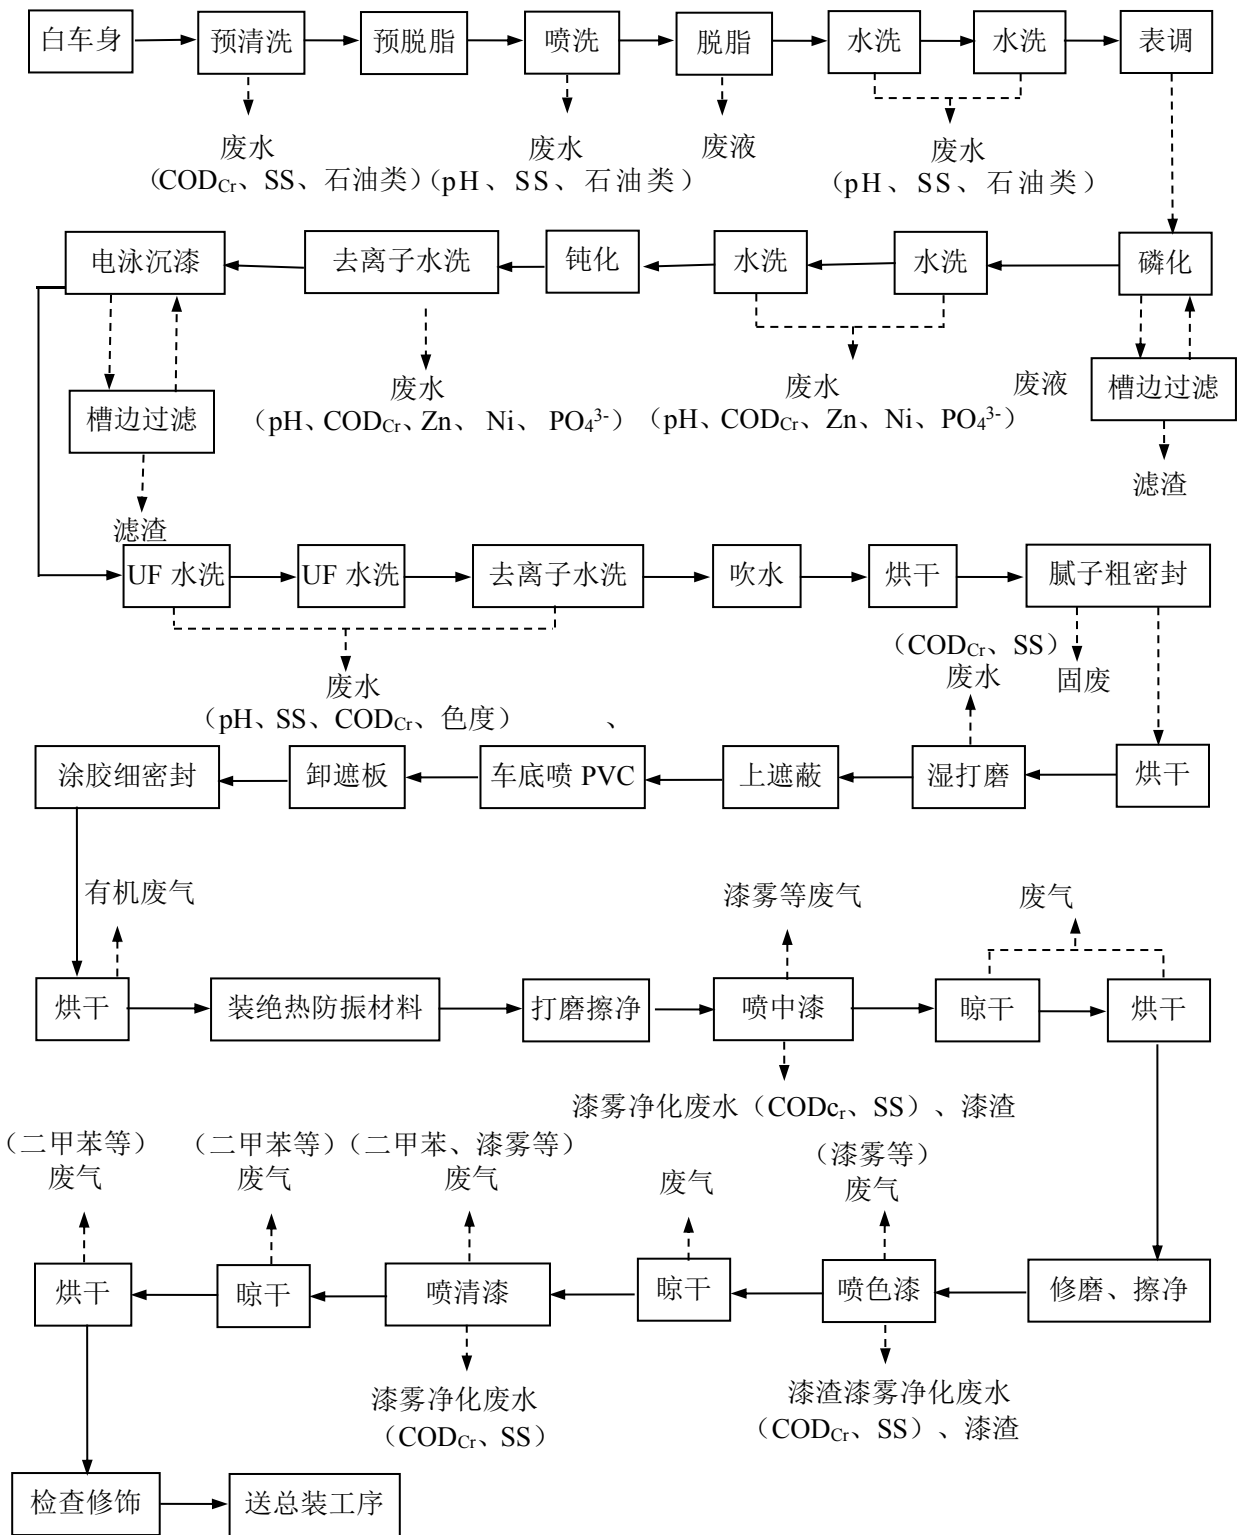 白车身 预清洗 预脱脂 喷洗 脱脂 水洗 水洗 表调
废水 废水 废液 废水
(COD_Cr、SS、石油类) (pH、SS、石油类) (pH、SS、石油类)
电泳沉漆 去离子水洗 钝化 水洗 水洗 磷化
废水 废水 废液 槽边过滤
槽边过滤 (pH、COD_Cr、Zn、 Ni、 PO₄³⁻) (pH、COD_Cr、Zn、Ni、PO₄³⁻)
滤渣
滤渣
UF 水洗 UF 水洗 去离子水洗 吹水 烘干 腻子粗密封
(COD_Cr、SS)
废水 废水 固废
(pH、SS、COD_Cr、色度) 、
涂胶细密封 卸遮板 车底喷 PVC 上遮蔽 湿打磨 烘干
有机废气 漆雾等废气 废气
烘干 装绝热防振材料 打磨擦净 喷中漆 晾干 烘干
漆雾净化废水(CODc_r、SS)、漆渣
(二甲苯等) (二甲苯等) (二甲苯、漆雾等) (漆雾等)
废气 废气 废气 废气 废气
烘干 晾干 喷清漆 晾干 喷色漆 修磨、擦净
漆雾净化废水 漆渣漆雾净化废水
(COD_Cr、SS) (COD_Cr、SS)、漆渣
检查修饰 送总装工序